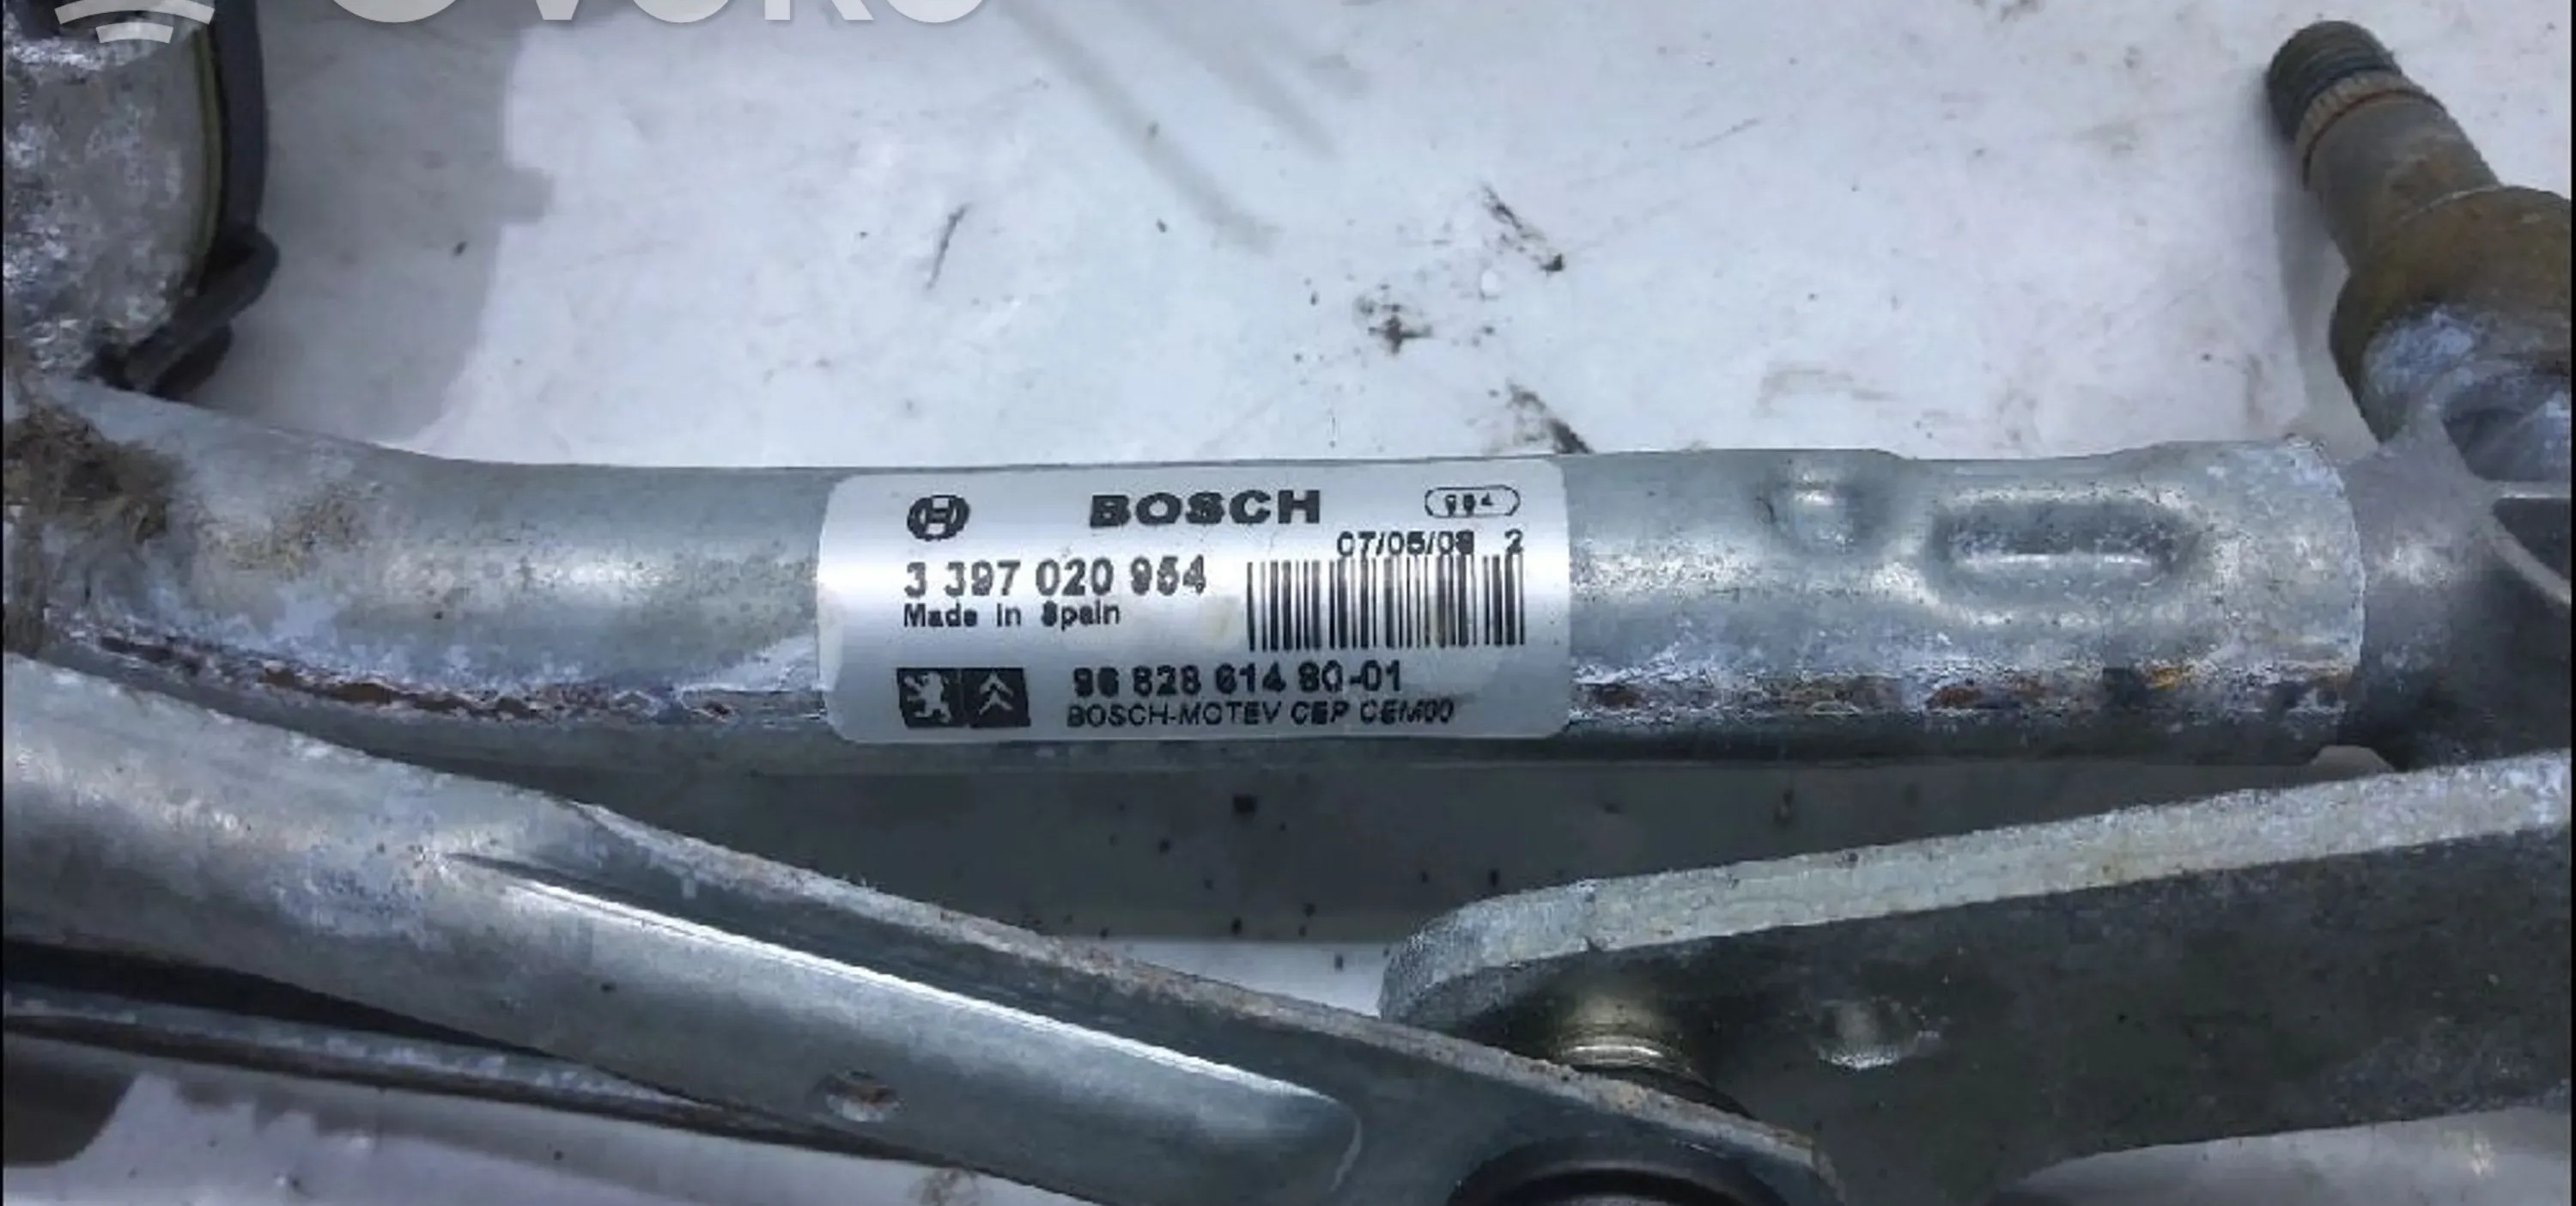 BOSCH 994
07/05/08 2
3 397 020 954
Made in Spain
96 828 614 80-01
BOSCH-MOTEV CEP CEM00